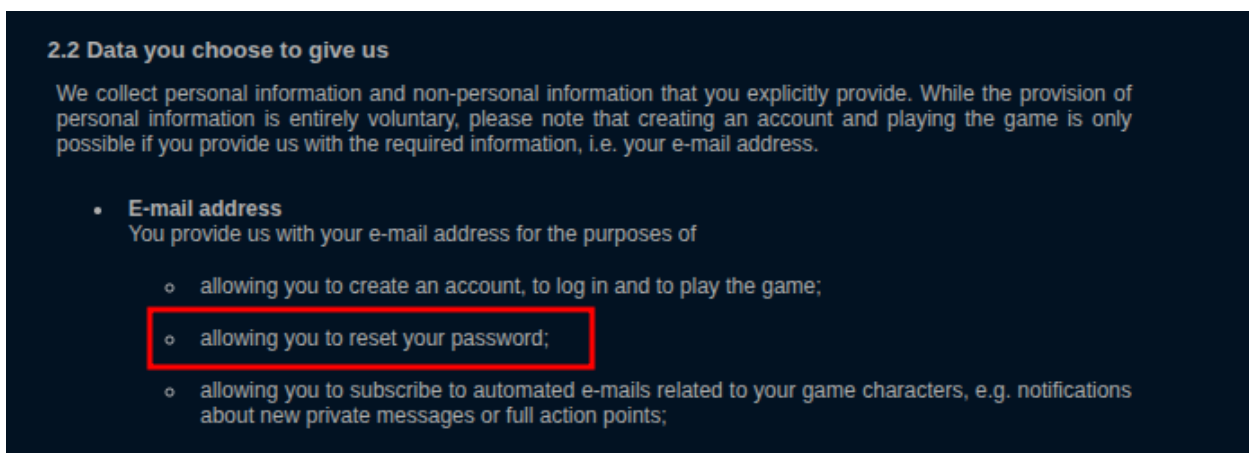 2.2 Data you choose to give us
We collect personal information and non-personal information that you explicitly provide. While the provision of
personal information is entirely voluntary, please note that creating an account and playing the game is only
possible if you provide us with the required information, i.e. your e-mail address.
• E-mail address
You provide us with your e-mail address for the purposes of
◦ allowing you to create an account, to log in and to play the game;
◦ allowing you to reset your password;
◦ allowing you to subscribe to automated e-mails related to your game characters, e.g. notifications
about new private messages or full action points;